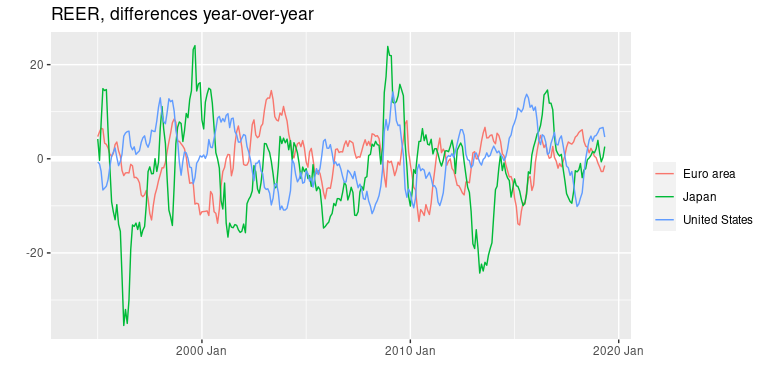 REER, differences year-over-year
20
0
-20
2000 Jan
2010 Jan
2020 Jan
Euro area
Japan
United States